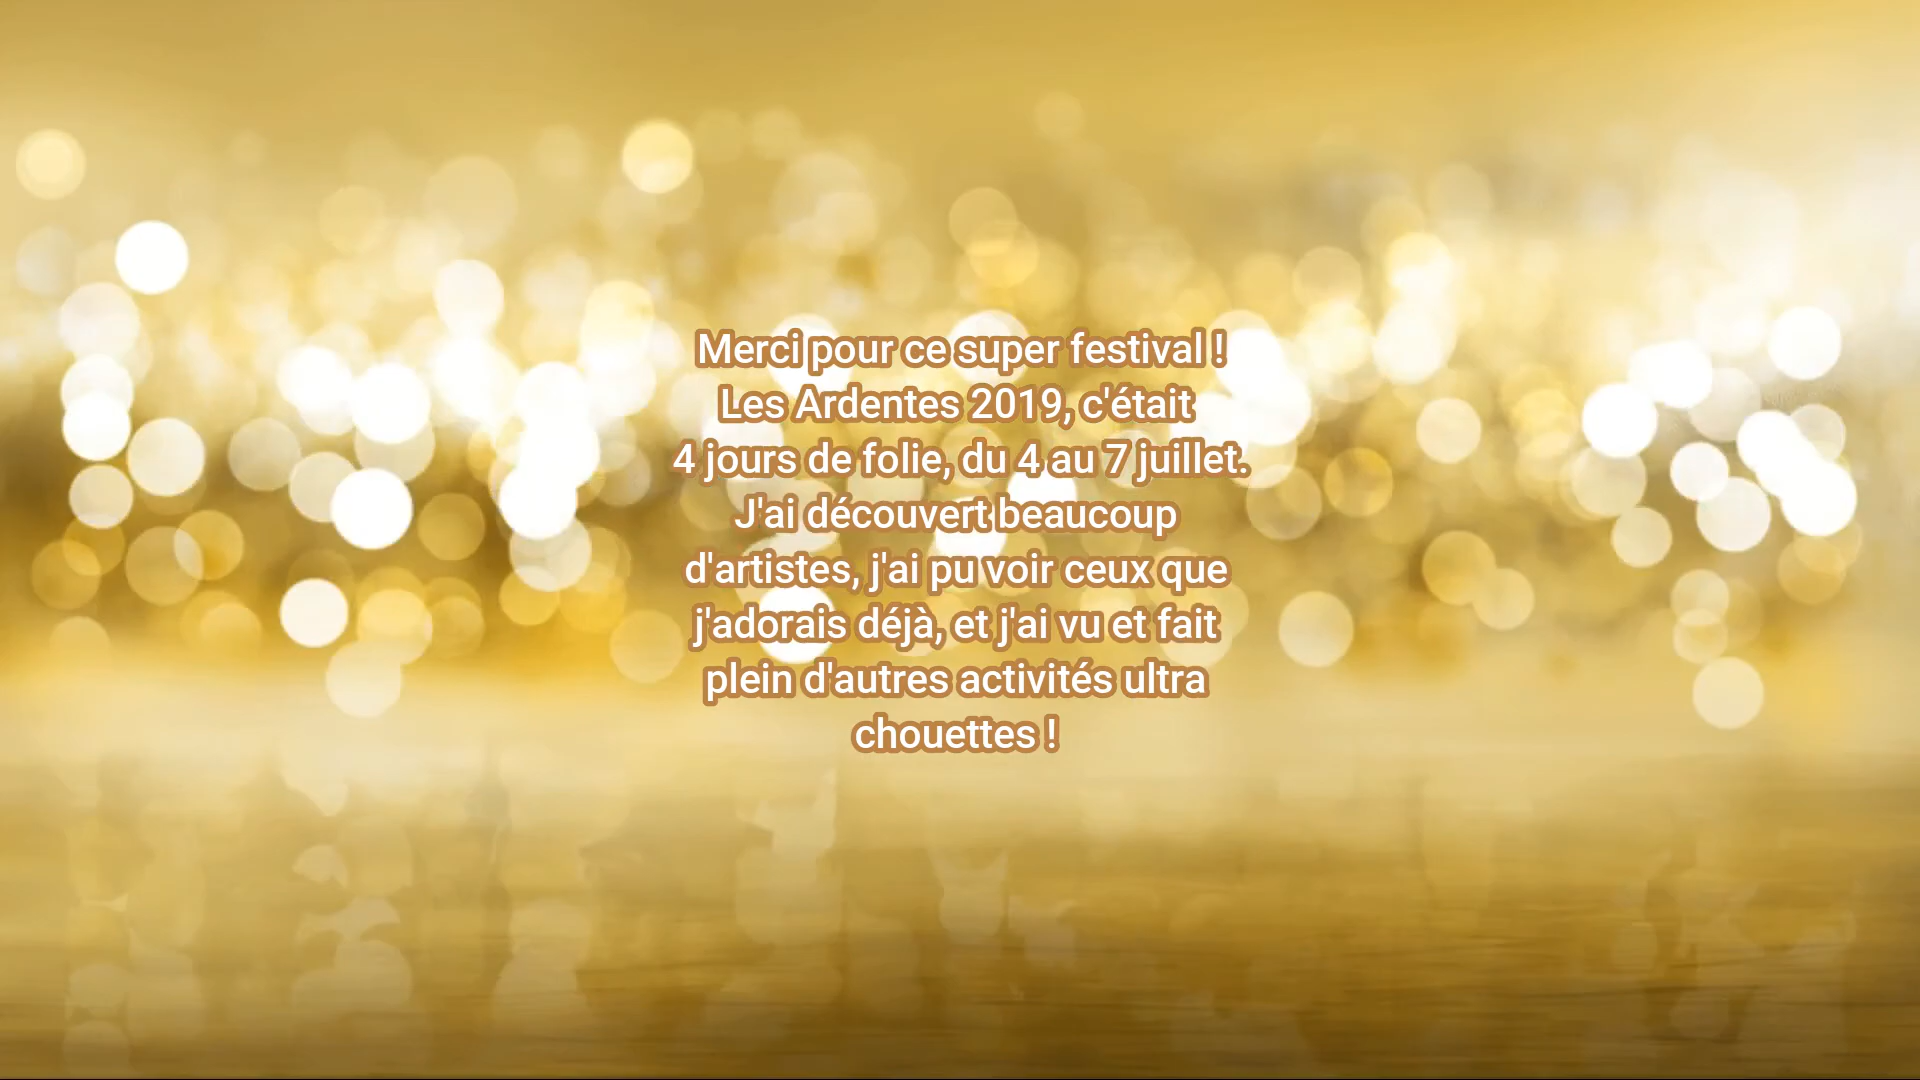 Merci pour ce super festival !
Les Ardentes 2019, c'était
4 jours de folie, du 4 au 7 juillet.
J'ai découvert beaucoup
d'artistes, j'ai pu voir ceux que
j'adorais déjà, et j'ai vu et fait
plein d'autres activités ultra
chouettes !